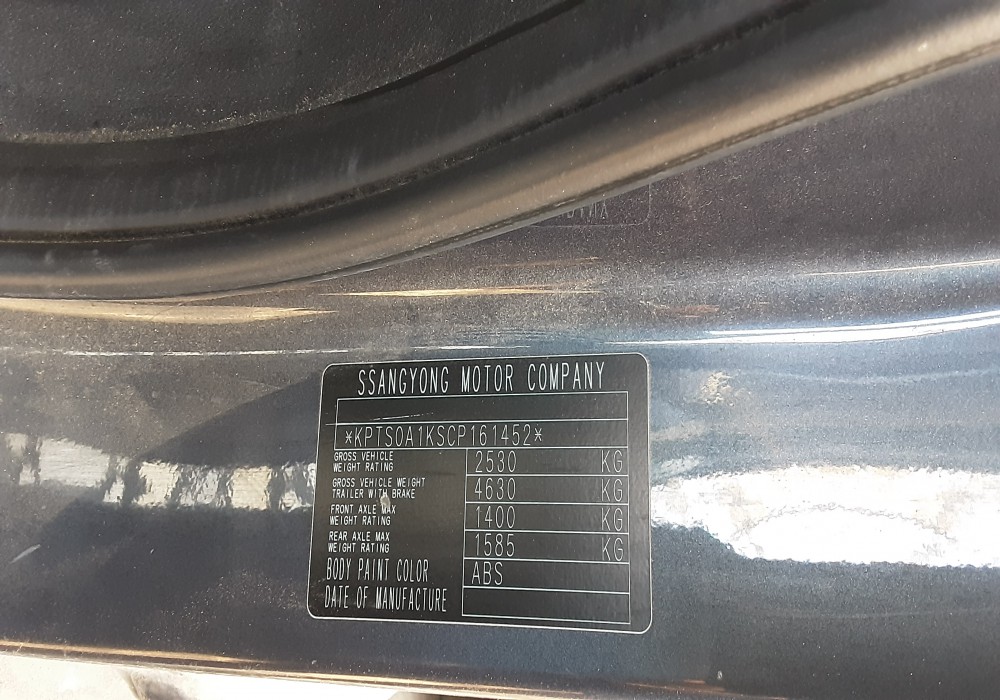 SSANGYONG MOTOR COMPANY
*KPTS0A1KSCP161452*
GROSS VEHICLE
WEIGHT RATING
2530 KG
GROSS VEHICLE WEIGHT
TRAILER WITH BRAKE
4630 KG
FRONT AXLE MAX
WEIGHT RATING
1400 KG
REAR AXLE MAX
WEIGHT RATING
1585 KG
BODY PAINT COLOR ABS
DATE OF MANUFACTURE